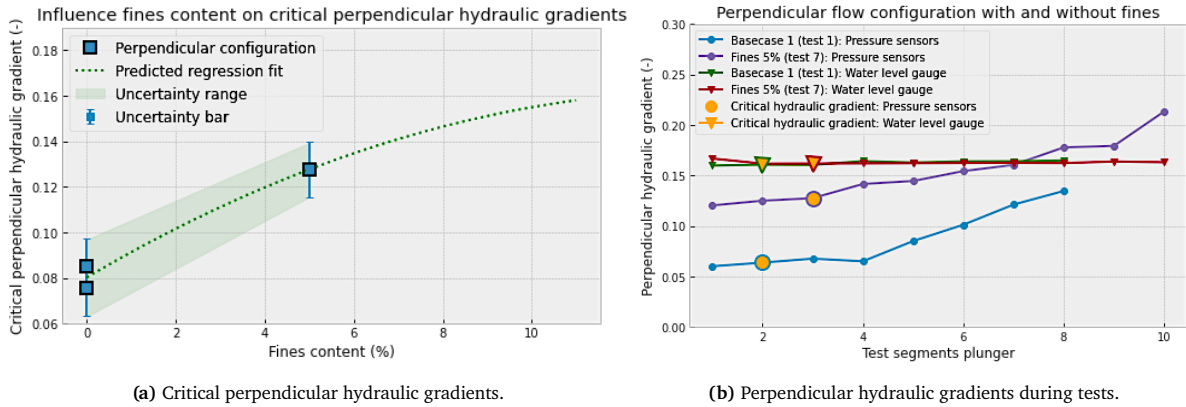 Influence fines content on critical perpendicular hydraulic gradients
Critical perpendicular hydraulic gradient (-)
0.18
0.16
0.14
0.12
0.10
0.08
0.06
Perpendicular configuration
Predicted regression fit
Uncertainty range
Uncertainty bar
0 2 4 6 8 10
Fines content (%)
(a) Critical perpendicular hydraulic gradients.
Perpendicular flow configuration with and without fines
Perpendicular hydraulic gradient (-)
0.30
0.25
0.20
0.15
0.10
0.05
0.00
Basecase 1 (test 1): Pressure sensors
Fines 5% (test 7): Pressure sensors
Basecase 1 (test 1): Water level gauge
Fines 5% (test 7): Water level gauge
Critical hydraulic gradient: Pressure sensors
Critical hydraulic gradient: Water level gauge
2 4 6 8 10
Test segments plunger
(b) Perpendicular hydraulic gradients during tests.